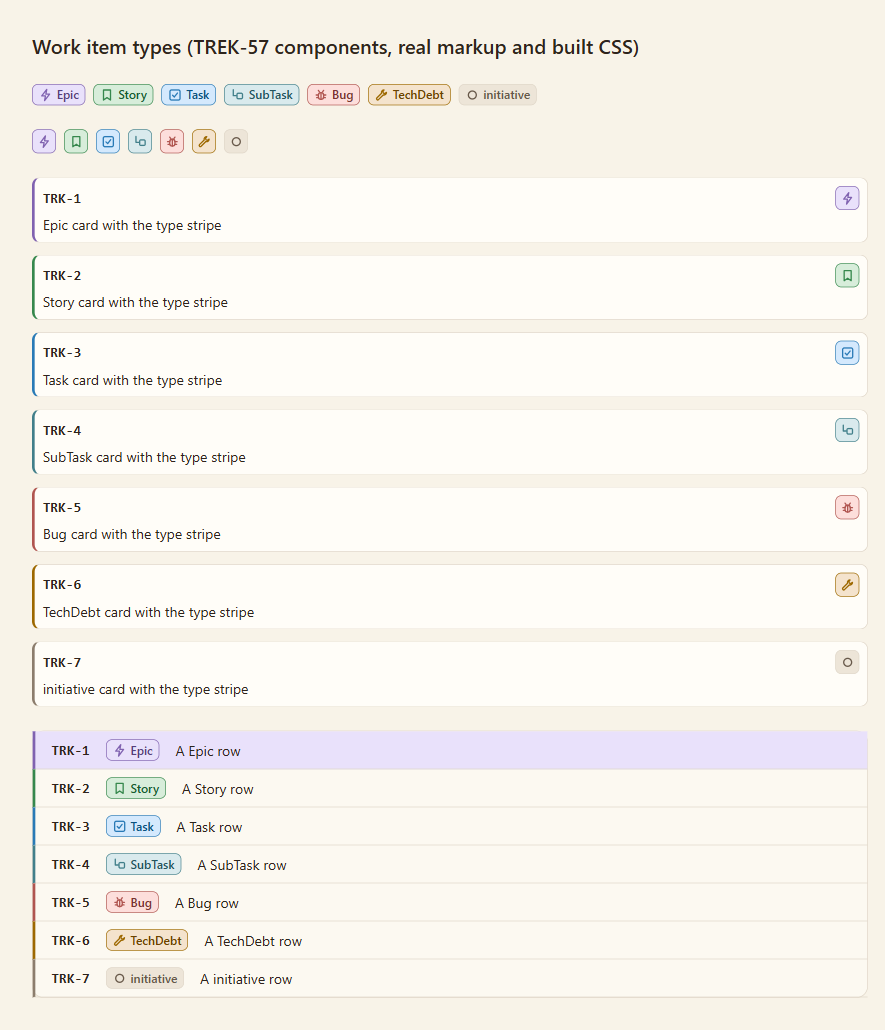 Work item types (TREK-57 components, real markup and built CSS)
Epic Story Task SubTask Bug TechDebt initiative
TRK-1
Epic card with the type stripe
TRK-2
Story card with the type stripe
TRK-3
Task card with the type stripe
TRK-4
SubTask card with the type stripe
TRK-5
Bug card with the type stripe
TRK-6
TechDebt card with the type stripe
TRK-7
initiative card with the type stripe
TRK-1 Epic A Epic row
TRK-2 Story A Story row
TRK-3 Task A Task row
TRK-4 SubTask A SubTask row
TRK-5 Bug A Bug row
TRK-6 TechDebt A TechDebt row
TRK-7 initiative A initiative row